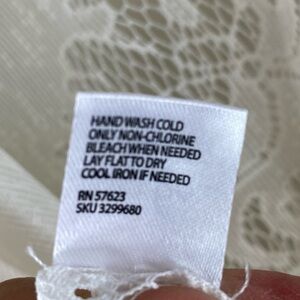 HAND WASH COLD
ONLY NON-CHLORINE
BLEACH WHEN NEEDED
LAY FLAT TO DRY
COOL IRON IF NEEDED
RN 57623
SKU 3299680